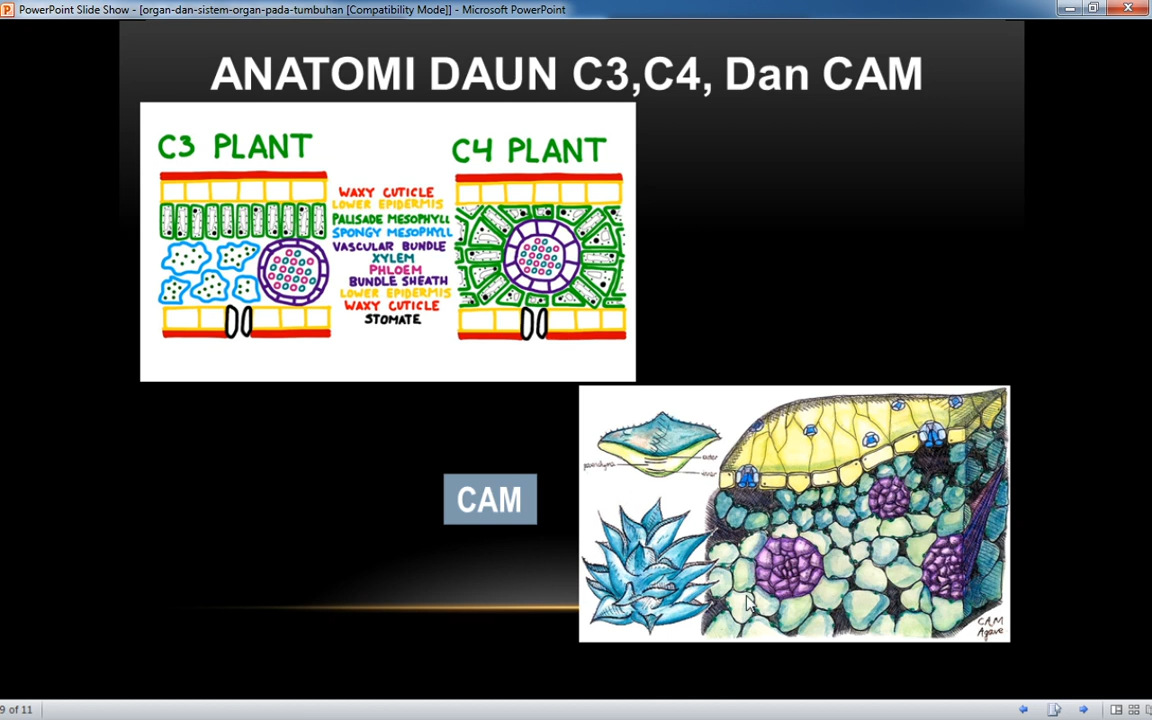 PowerPoint Slide Show - [organ-dan-sistem-organ-pada-tumbuhan [Compatibility Mode]] - Microsoft PowerPoint
ANATOMI DAUN C3,C4, Dan CAM
C3 PLANT
C4 PLANT
WAXY CUTICLE
LOWER EPIDERMIS
PALISADE MESOPHYLL
SPONGY MESOPHYLL
VASCULAR BUNDLE
XYLEM
PHLOEM
BUNDLE SHEATH
LOWER EPIDERMIS
WAXY CUTICLE
STOMATE
CAM
CAM
Agave
9 of 11